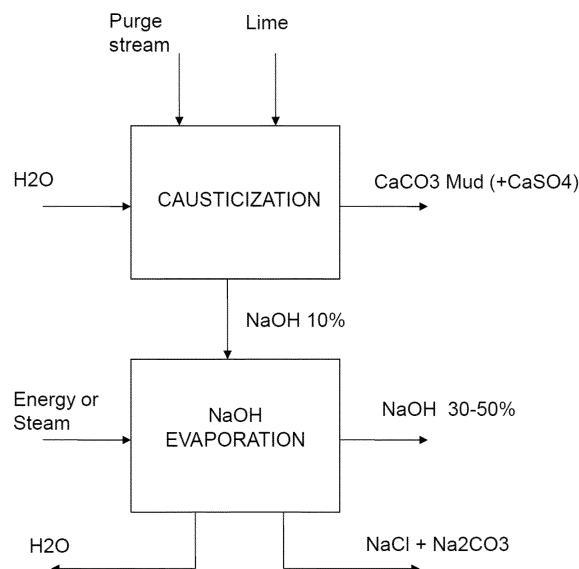 Purge
stream
Lime
H2O
CAUSTICIZATION
CaCO3 Mud (+CaSO4)
NaOH 10%
Energy or
Steam
NaOH
EVAPORATION
NaOH 30-50%
H2O
NaCl + Na2CO3